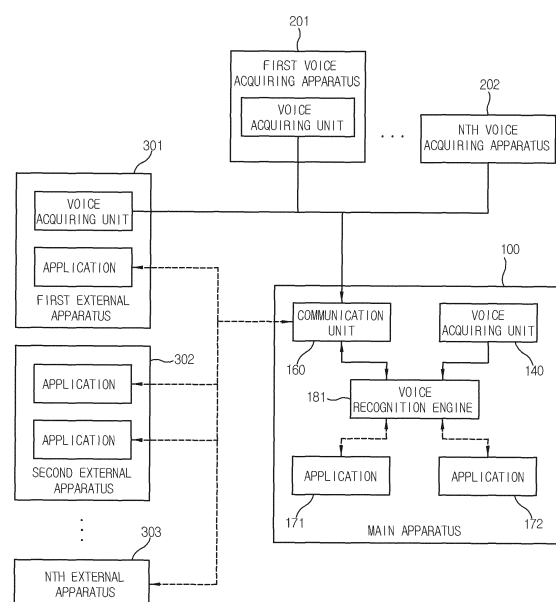 201
FIRST VOICE
ACQUIRING APPARATUS
VOICE
ACQUIRING UNIT
. . .
202
NTH VOICE
ACQUIRING APPARATUS
301
VOICE
ACQUIRING UNIT
APPLICATION
FIRST EXTERNAL
APPARATUS
302
APPLICATION
APPLICATION
SECOND EXTERNAL
APPARATUS
303
NTH EXTERNAL
APPARATUS
100
COMMUNICATION
UNIT
160
VOICE
ACQUIRING UNIT
140
181
VOICE
RECOGNITION ENGINE
APPLICATION
171
APPLICATION
172
MAIN APPARATUS